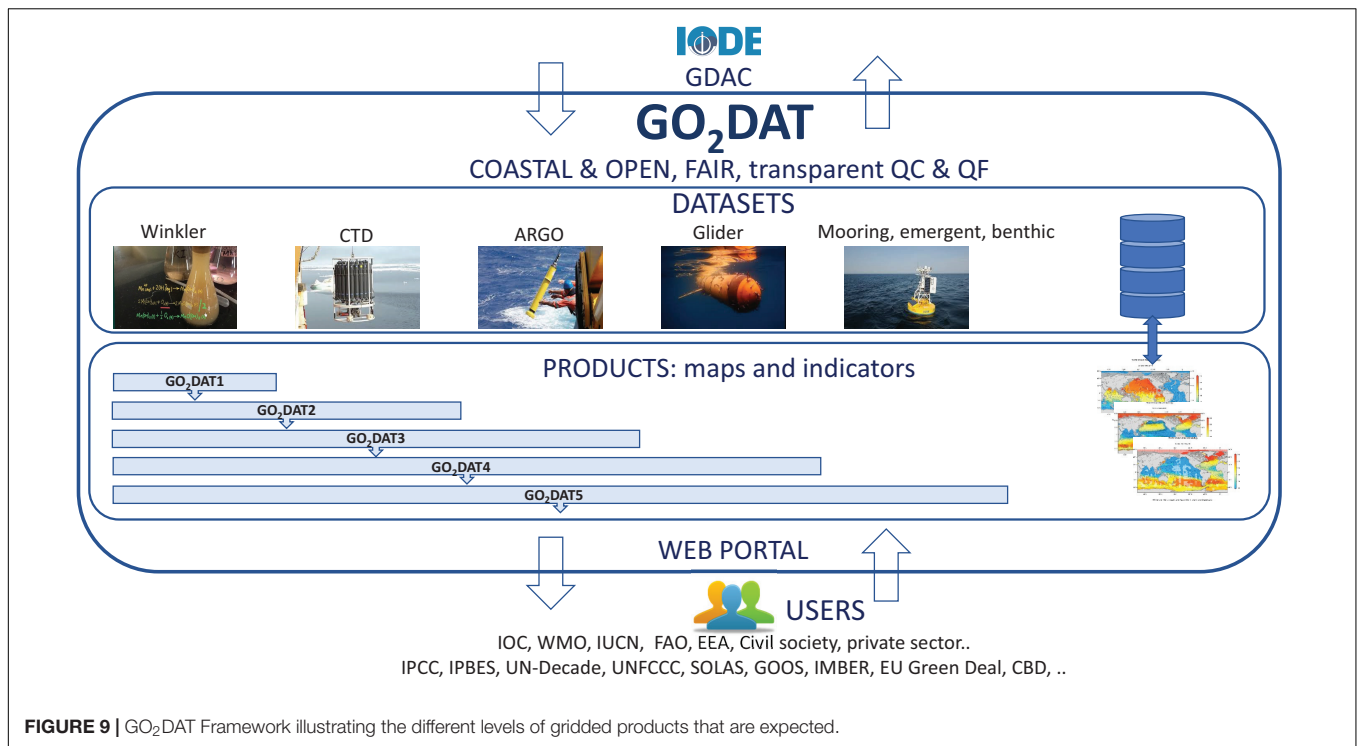 IODE
GDAC
GO₂DAT
COASTAL & OPEN, FAIR, transparent QC & QF
DATASETS
Winkler
CTD
ARGO
Glider
Mooring, emergent, benthic
PRODUCTS: maps and indicators
GO₂DAT1
GO₂DAT2
GO₂DAT3
GO₂DAT4
GO₂DAT5
WEB PORTAL
USERS
IOC, WMO, IUCN, FAO, EEA, Civil society, private sector..
IPCC, IPBES, UN-Decade, UNFCCC, SOLAS, GOOS, IMBER, EU Green Deal, CBD, ..
FIGURE 9 | GO₂DAT Framework illustrating the different levels of gridded products that are expected.